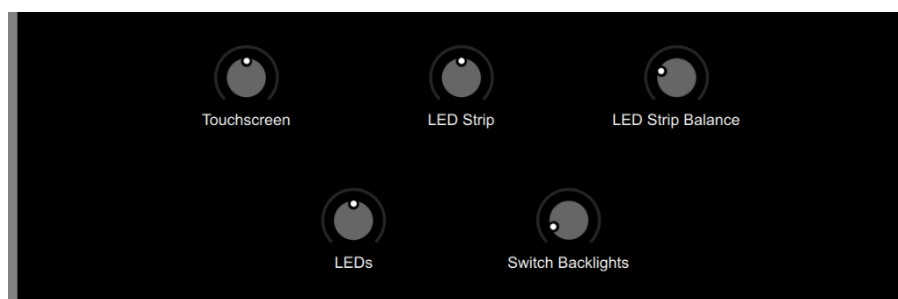 Touchscreen
LED Strip
LED Strip Balance
LEDs
Switch Backlights